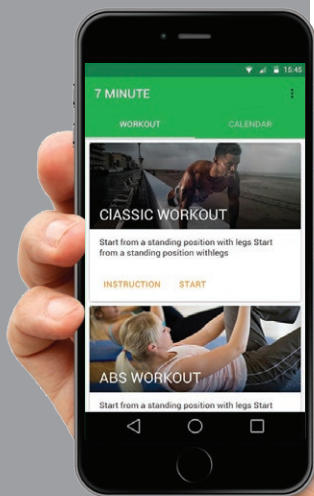 15:45
7 MINUTE
WORKOUT
CALENDAR
CLASSIC WORKOUT
Start from a standing position with legs Start
from a standing position withlegs
INSTRUCTION
START
ABS WORKOUT
Start from a standing position with legs Start